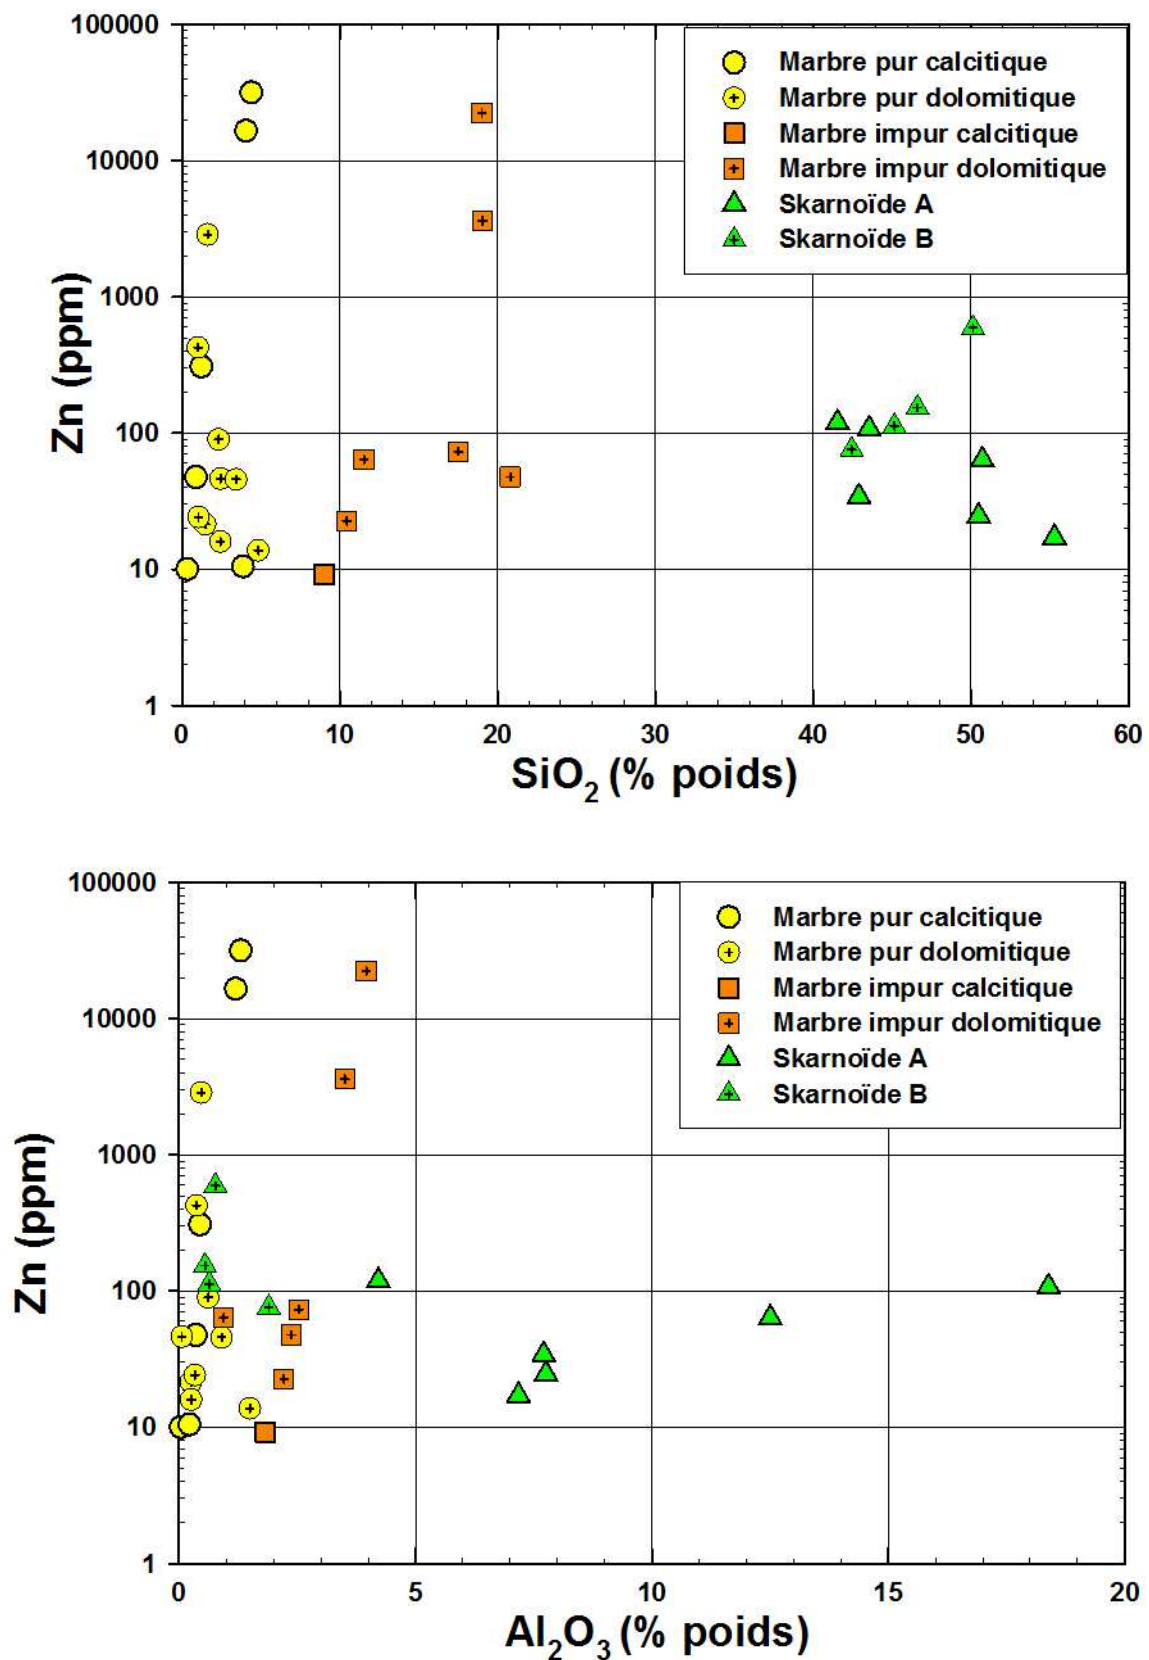 100000
10000
1000
100
10
1
Zn (ppm)
Marbre pur calcitique
Marbre pur dolomitique
Marbre impur calcitique
Marbre impur dolomitique
Skarnoïde A
Skarnoïde B
0 10 20 30 40 50 60
SiO₂ (% poids)
100000
10000
1000
100
10
1
Zn (ppm)
Marbre pur calcitique
Marbre pur dolomitique
Marbre impur calcitique
Marbre impur dolomitique
Skarnoïde A
Skarnoïde B
0 5 10 15 20
Al₂O₃ (% poids)